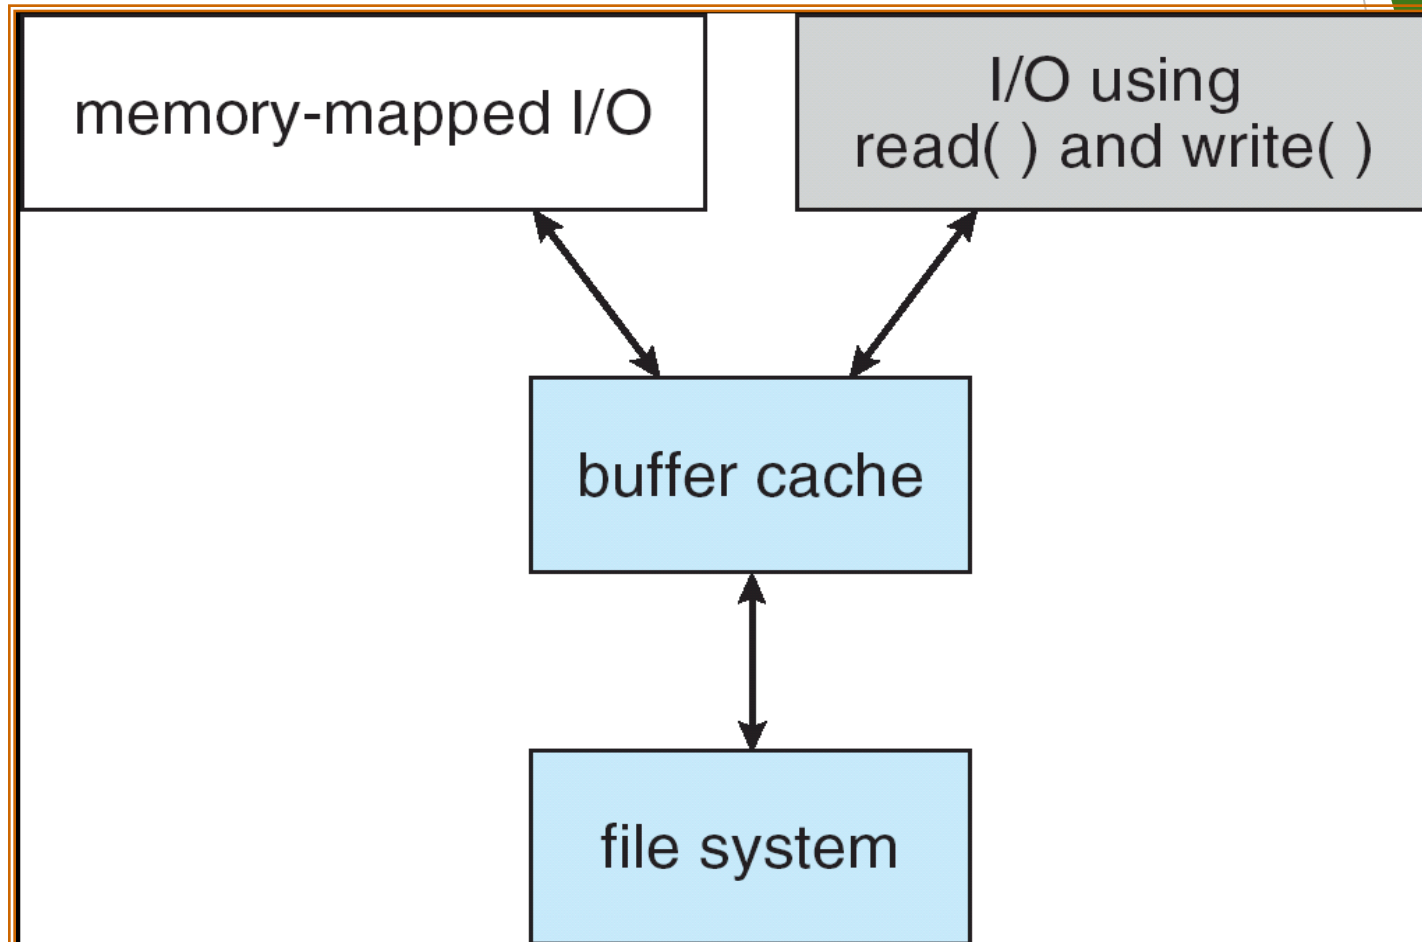 memory-mapped I/O
I/O using
read( ) and write( )
buffer cache
file system